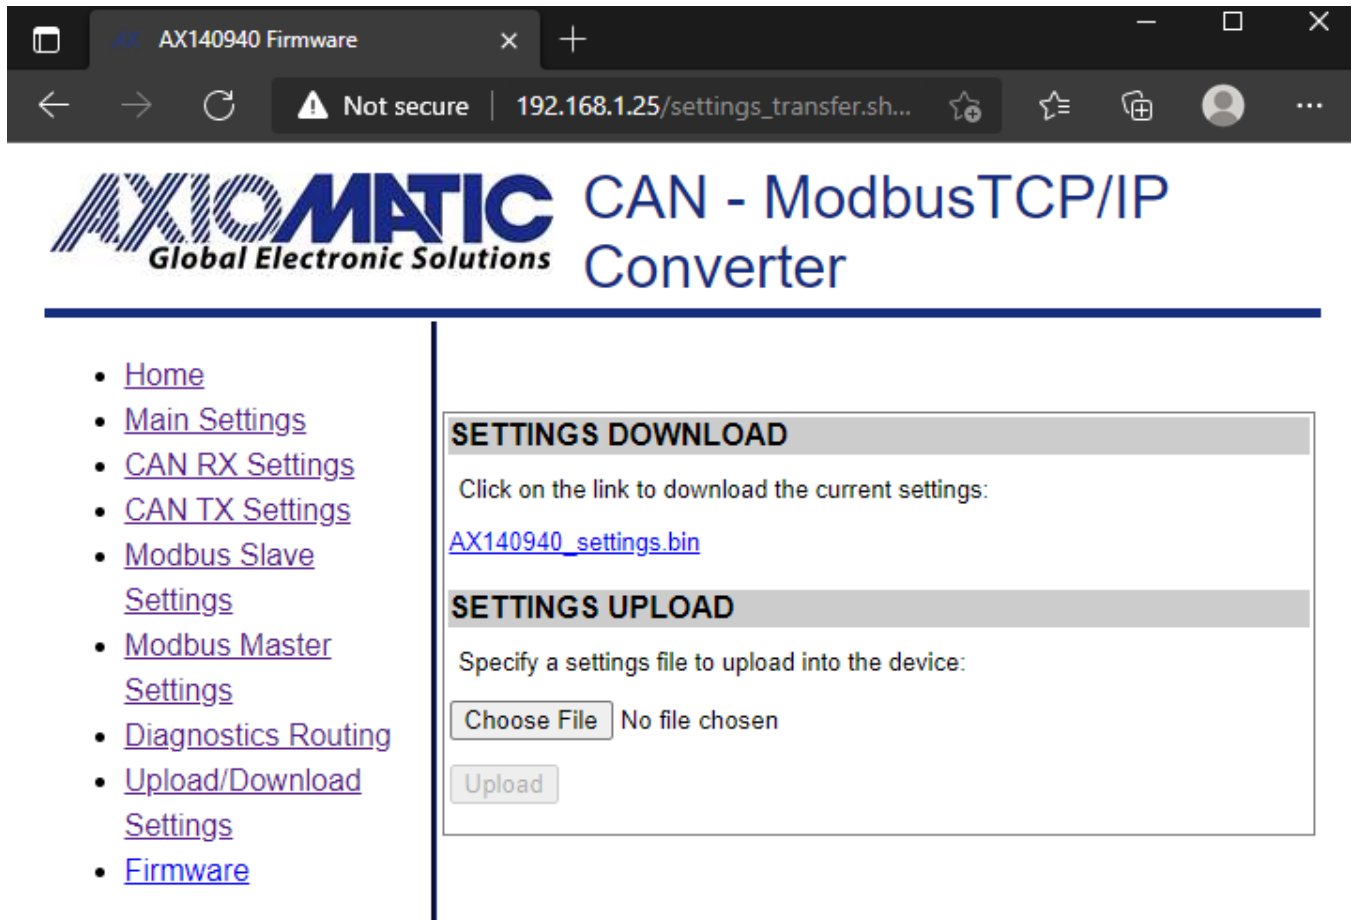 AX140940 Firmware
Not secure 192.168.1.25/settings_transfer.sh...
AXIOMATIC
Global Electronic Solutions
CAN - ModbusTCP/IP
Converter
Home
Main Settings
CAN RX Settings
CAN TX Settings
Modbus Slave
Settings
Modbus Master
Settings
Diagnostics Routing
Upload/Download
Settings
Firmware
SETTINGS DOWNLOAD
Click on the link to download the current settings:
AX140940_settings.bin
SETTINGS UPLOAD
Specify a settings file to upload into the device:
Choose File No file chosen
Upload